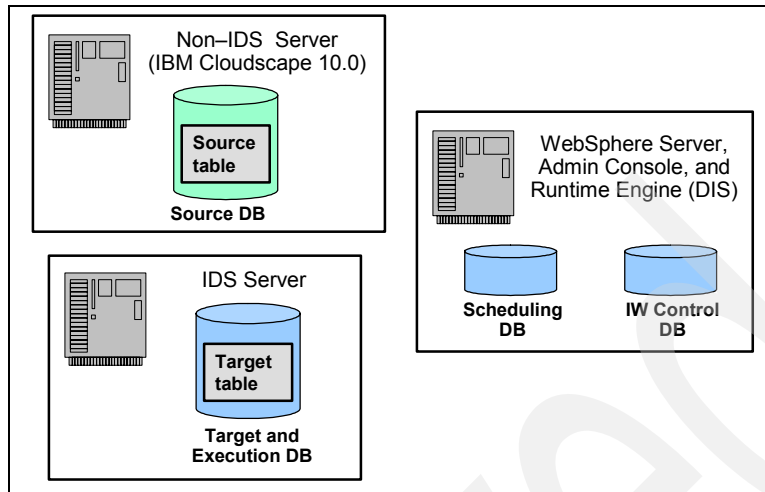 Non–IDS Server
(IBM Cloudscape 10.0)
Source
table
Source DB
IDS Server
Target
table
Target and
Execution DB
WebSphere Server,
Admin Console, and
Runtime Engine (DIS)
Scheduling
DB
IW Control
DB